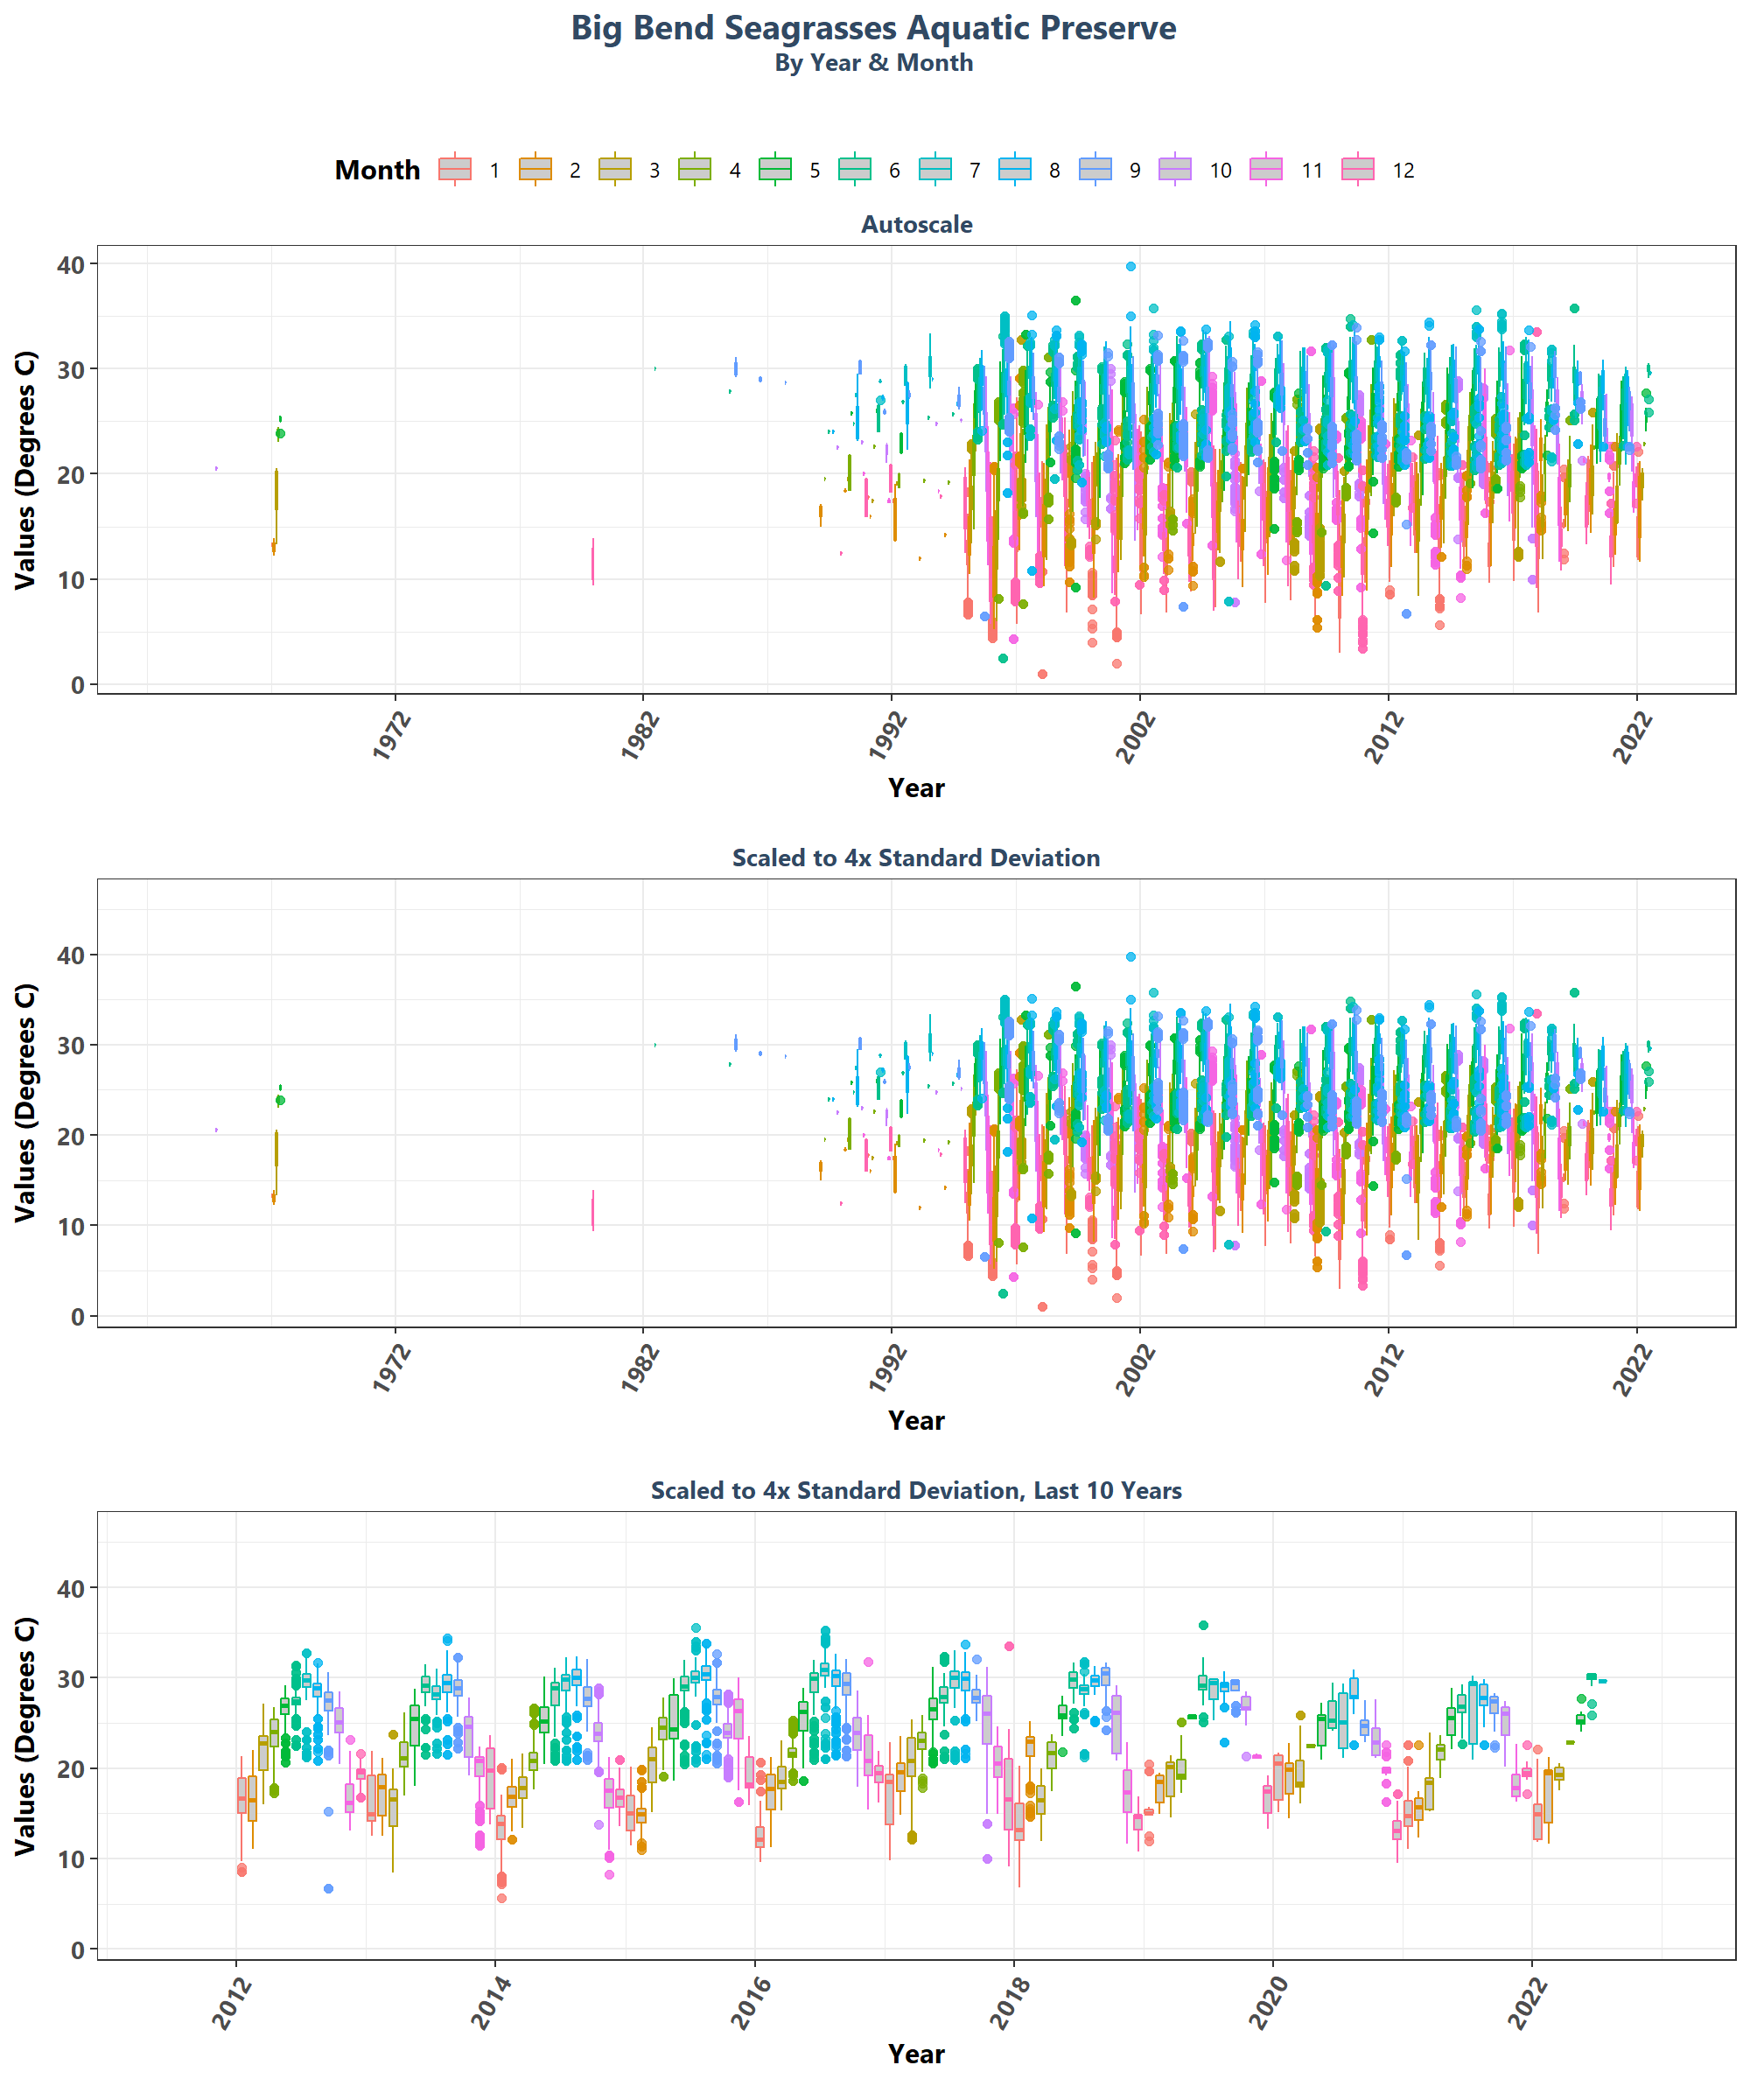 Big Bend Seagrasses Aquatic Preserve
By Year & Month
Month 1 2 3 4 5 6 7 8 9 10 11 12
Autoscale
Values (Degrees C)
40
30
20
10
0
1972 1982 1992 2002 2012 2022
Year
Scaled to 4x Standard Deviation
Values (Degrees C)
40
30
20
10
0
1972 1982 1992 2002 2012 2022
Year
Scaled to 4x Standard Deviation, Last 10 Years
Values (Degrees C)
40
30
20
10
0
2012 2014 2016 2018 2020 2022
Year